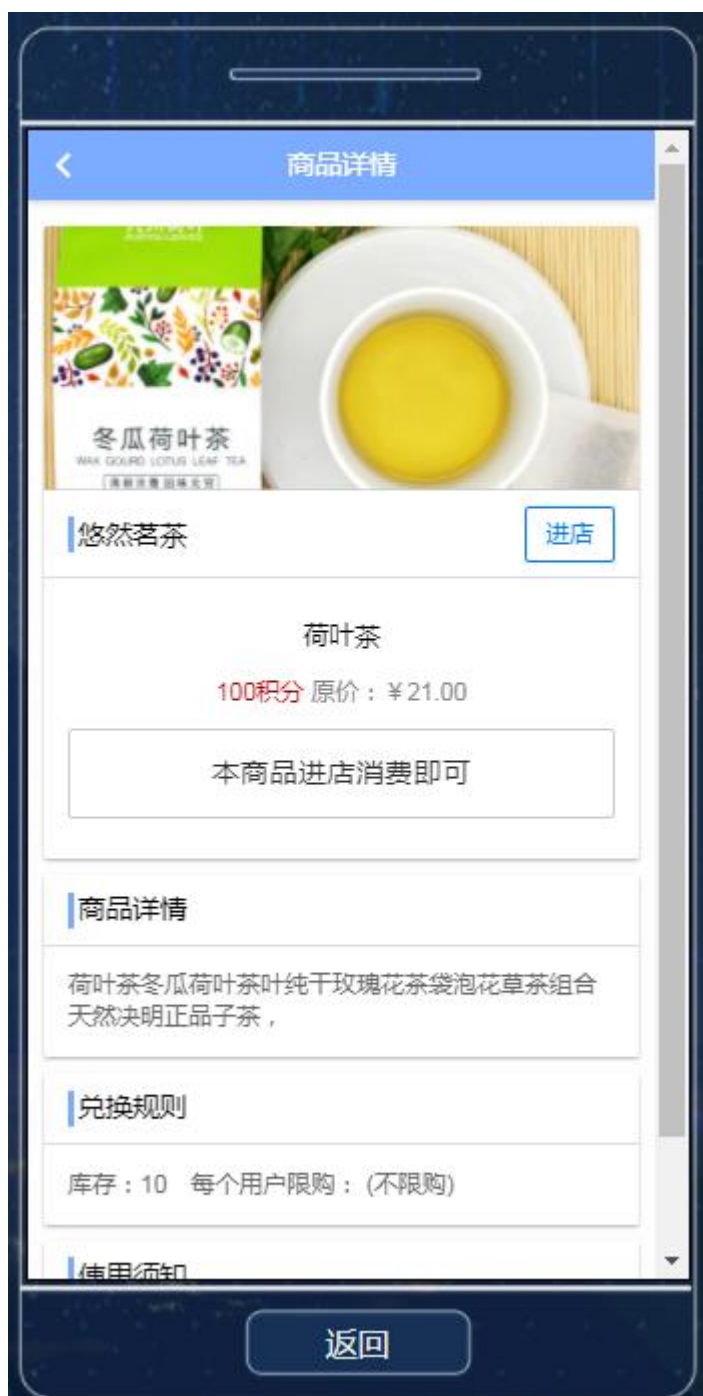 商品详情
冬瓜荷叶茶
WAX GOURD LOTUS LEAF TEA
悠然茗茶
进店
荷叶茶
100积分 原价：￥21.00
本商品进店消费即可
商品详情
荷叶茶冬瓜荷叶茶叶纯干玫瑰花茶袋泡花草茶组合
天然决明正品子茶，
兑换规则
库存：10 每个用户限购： (不限购)
使用须知
返回